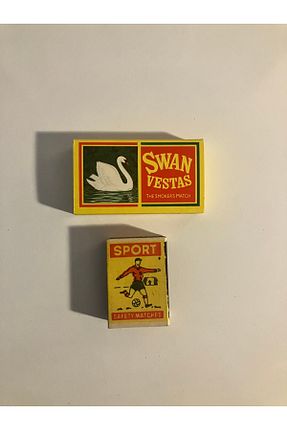 SWAN
VESTAS
THE SMOKER'S MATCH
SPORT
SAFETY MATCHES